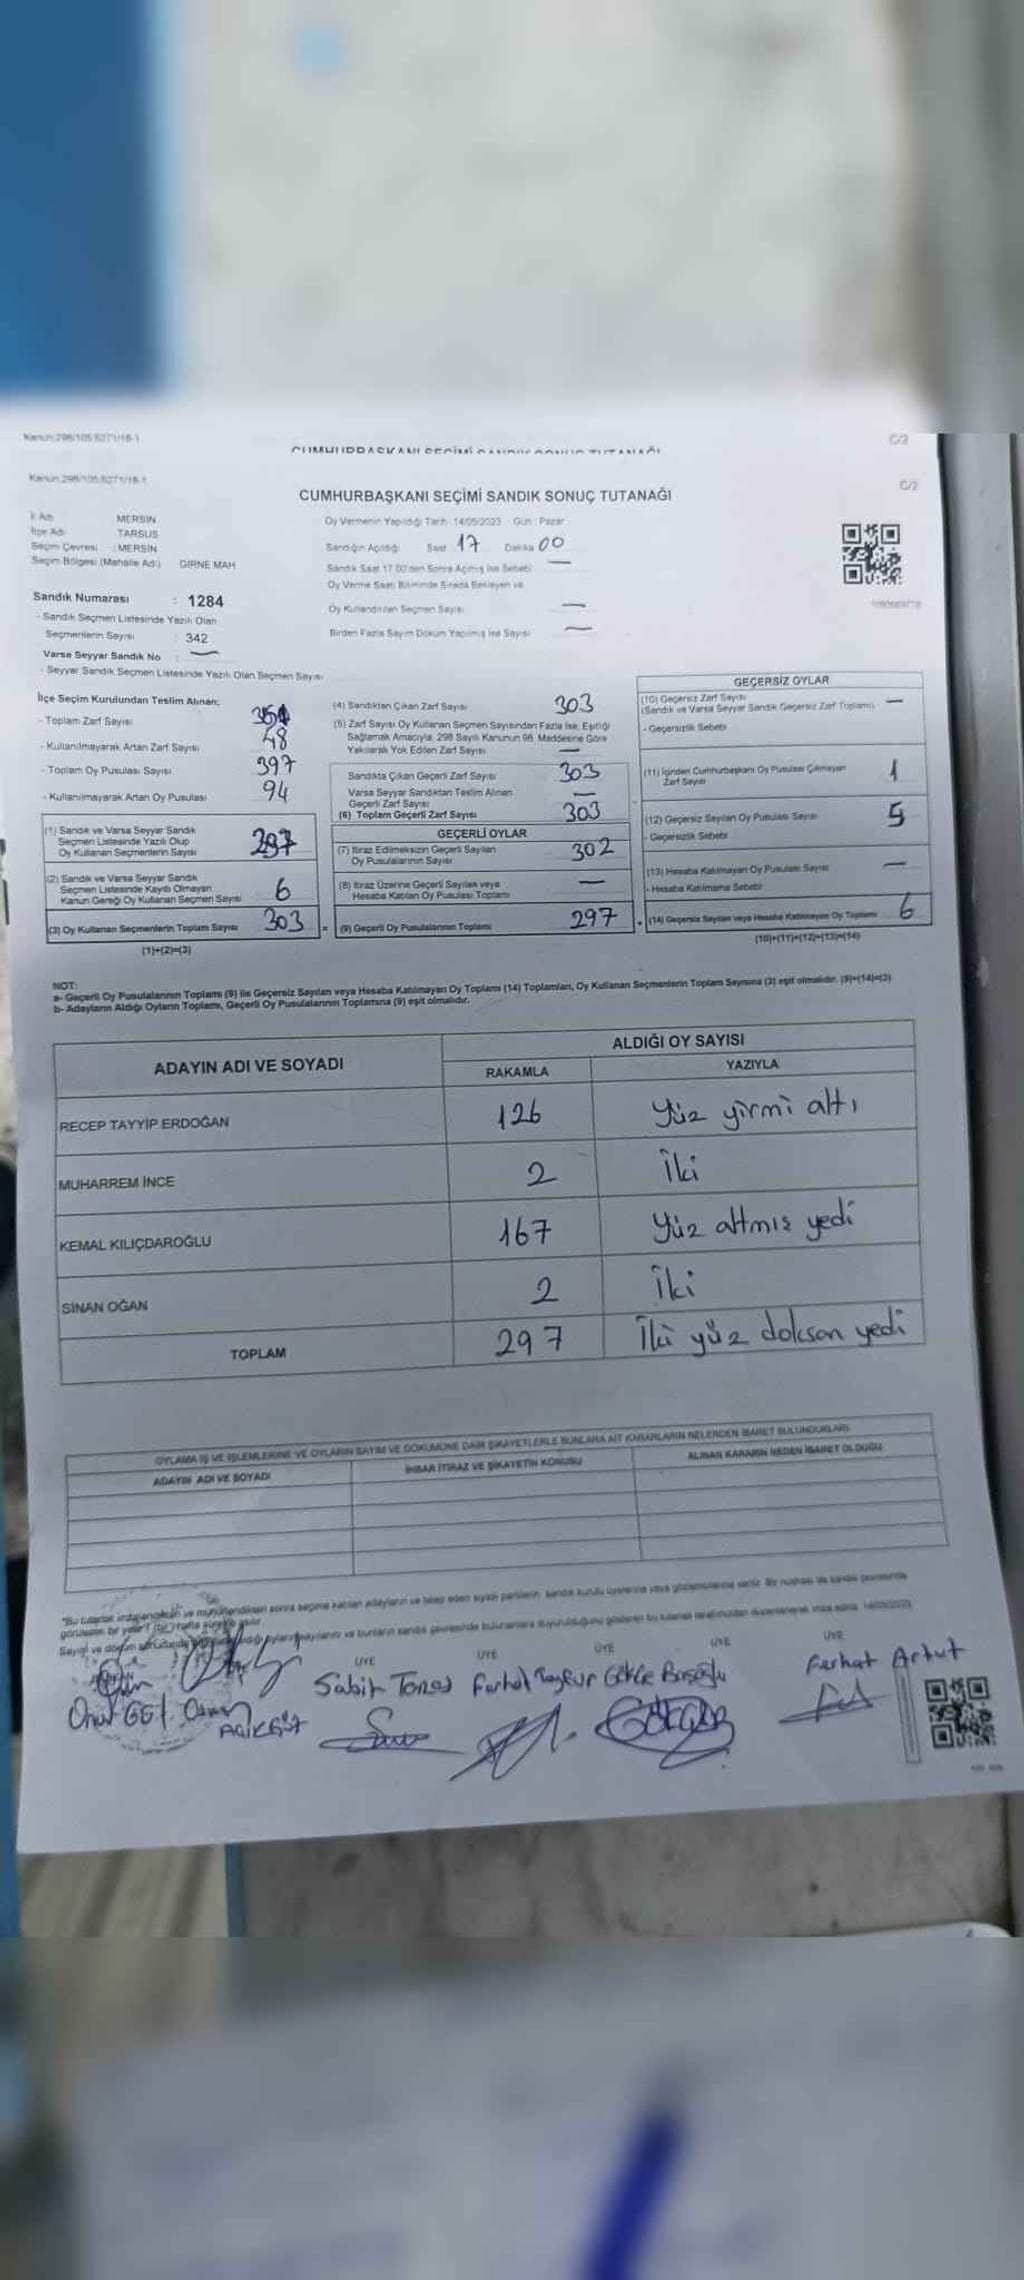 Kanun:298/105;6271/18-1
C/2
CUMHURBAŞKANI SEÇİMİ SANDIK SONUÇ TUTANAĞI
Kanun:298/105;6271/18-1
C/2
CUMHURBAŞKANI SEÇİMİ SANDIK SONUÇ TUTANAĞI
İl Adı MERSİN
İlçe Adı TARSUS
Seçim Çevresi : MERSİN
Seçim Bölgesi (Mahalle Adı) GİRNE MAH
Sandık Numarası : 1284
- Sandık Seçmen Listesinde Yazılı Olan
Seçmenlerin Sayısı : 342
Varsa Seyyar Sandık No : —
- Seyyar Sandık Seçmen Listesinde Yazılı Olan Seçmen Sayısı
Oy Vermenin Yapıldığı Tarih : 14/05/2023 Gün : Pazar
Sandığın Açıldığı Saat 17 Dakika 00
Sandık Saat 17.00'den Sonra Açılmış İse Sebebi —
Oy Verme Saati Bitiminde Sırada Bekleyen ve
Oy Kullandırılan Seçmen Sayısı —
Birden Fazla Sayım Döküm Yapılmış İse Sayısı —
İlçe Seçim Kurulundan Teslim Alınan;
- Toplam Zarf Sayısı
- Kullanılmayarak Artan Zarf Sayısı 48
- Toplam Oy Pusulası Sayısı 397
- Kullanılmayarak Artan Oy Pusulası 94
(1) Sandık ve Varsa Seyyar Sandık
Seçmen Listesinde Yazılı Olup
Oy Kullanan Seçmenlerin Sayısı 297
(2) Sandık ve Varsa Seyyar Sandık
Seçmen Listesinde Kayıtlı Olmayan
Kanun Gereği Oy Kullanan Seçmen Sayısı 6
(3) Oy Kullanan Seçmenlerin Toplam Sayısı 303
(1)+(2)=(3)
(4) Sandıktan Çıkan Zarf Sayısı 303
(5) Zarf Sayısı Oy Kullanan Seçmen Sayısından Fazla İse, Eşitliği
Sağlamak Amacıyla; 298 Sayılı Kanunun 98. Maddesine Göre
Yakılarak Yok Edilen Zarf Sayısı —
Sandıkta Çıkan Geçerli Zarf Sayısı 303
Varsa Seyyar Sandıktan Teslim Alınan
Geçerli Zarf Sayısı —
(6) Toplam Geçerli Zarf Sayısı 303
GEÇERLİ OYLAR
(7) İtiraz Edilmeksizin Geçerli Sayılan
Oy Pusulalarının Sayısı 302
(8) İtiraz Üzerine Geçerli Sayılan veya
Hesaba Katılan Oy Pusulası Toplamı —
= (9) Geçerli Oy Pusulalarının Toplamı 297
GEÇERSİZ OYLAR
(10) Geçersiz Zarf Sayısı —
(Sandık ve Varsa Seyyar Sandık Geçersiz Zarf Toplamı)
- Geçersizlik Sebebi
(11) İçinden Cumhurbaşkanı Oy Pusulası Çıkmayan
Zarf Sayısı 1
(12) Geçersiz Sayılan Oy Pusulası Sayısı 5
- Geçersizlik Sebebi
(13) Hesaba Katılmayan Oy Pusulası Sayısı —
- Hesaba Katılmama Sebebi
+ (14) Geçersiz Sayılan veya Hesaba Katılmayan Oy Toplamı 6
(10)+(11)+(12)+(13)=(14)
NOT:
a- Geçerli Oy Pusulalarının Toplamı (9) ile Geçersiz Sayılan veya Hesaba Katılmayan Oy Toplamı (14) Toplamları, Oy Kullanan Seçmenlerin Toplam Sayısına (3) eşit olmalıdır. (9)+(14)=(3)
b- Adayların Aldığı Oyların Toplamı, Geçerli Oy Pusulalarının Toplamına (9) eşit olmalıdır.
ADAYIN ADI VE SOYADI
ALDIĞI OY SAYISI
RAKAMLA YAZIYLA
RECEP TAYYİP ERDOĞAN 126 Yüz yirmi altı
MUHARREM İNCE 2 İki
KEMAL KILIÇDAROĞLU 167 Yüz altmış yedi
SİNAN OĞAN 2 İki
TOPLAM 297 İki yüz doksan yedi
OYLAMA İŞ VE İŞLEMLERİNE VE OYLARIN SAYIM VE DÖKÜMÜNE DAİR ŞİKAYETLERLE BUNLARA AİT KARARLARIN NELERDEN İBARET BULUNDUKLARI
ADAYIN ADI VE SOYADI İHBAR İTİRAZ VE ŞİKAYETİN KONUSU ALINAN KARARIN NEDEN İBARET OLDUĞU
ÜYE ÜYE ÜYE ÜYE ÜYE
Sabit Ferhat Gökçe Ferhat Artut
Onur Osman